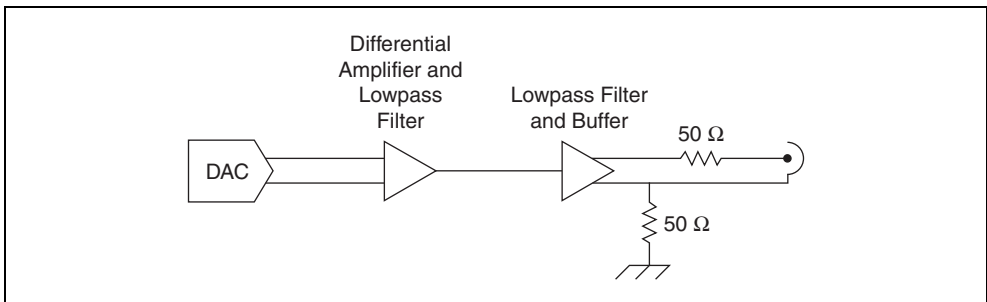 Differential
Amplifier and
Lowpass
Filter
Lowpass Filter
and Buffer
50 Ω
DAC
50 Ω